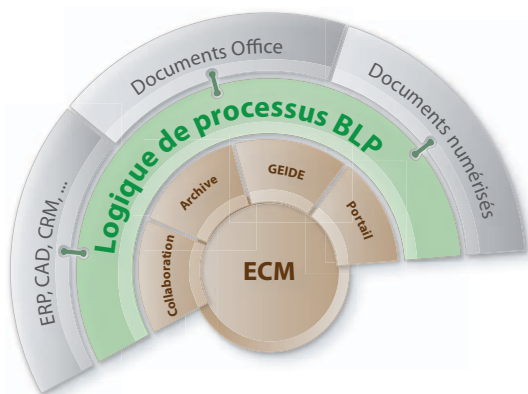 Documents Office
Documents numérisés
ERP, CAD, CRM, ...
Logique de processus BLP
Collaboration
Archive
GEIDE
Portail
ECM